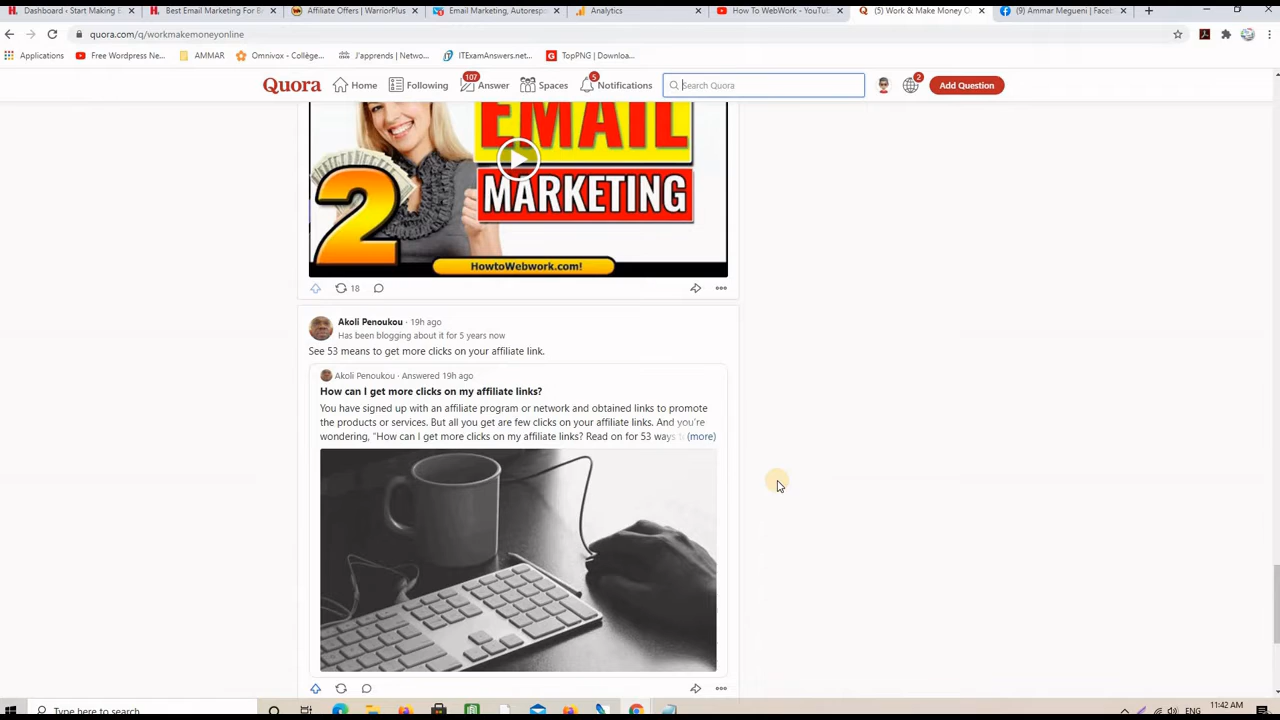 Dashboard ‹ Start Making
Best Email Marketing For B
Affiliate Offers | WarriorPlus
Email Marketing, Autoresp
Analytics
How To WebWork - YouTub
(5) Work & Make Money O
(9) Ammar Megueni | Faceb
quora.com/q/workmakemoneyonline
Applications
Free Wordpress Ne...
AMMAR
Omnivox - Collège...
J'apprends | Netwo...
ITExamAnswers.net...
TopPNG | Downloa...
Quora
Home
Following
107
Answer
Spaces
5
Notifications
Search Quora
2
Add Question
EMAIL
MARKETING
2
HowtoWebwork.com!
18
Akoli Penoukou · 19h ago
Has been blogging about it for 5 years now
See 53 means to get more clicks on your affiliate link.
Akoli Penoukou · Answered 19h ago
How can I get more clicks on my affiliate links?
You have signed up with an affiliate program or network and obtained links to promote
the products or services. But all you get are few clicks on your affiliate links. And you're
wondering, "How can I get more clicks on my affiliate links? Read on for 53 ways (more)
Type here to search
ENG
11:42 AM